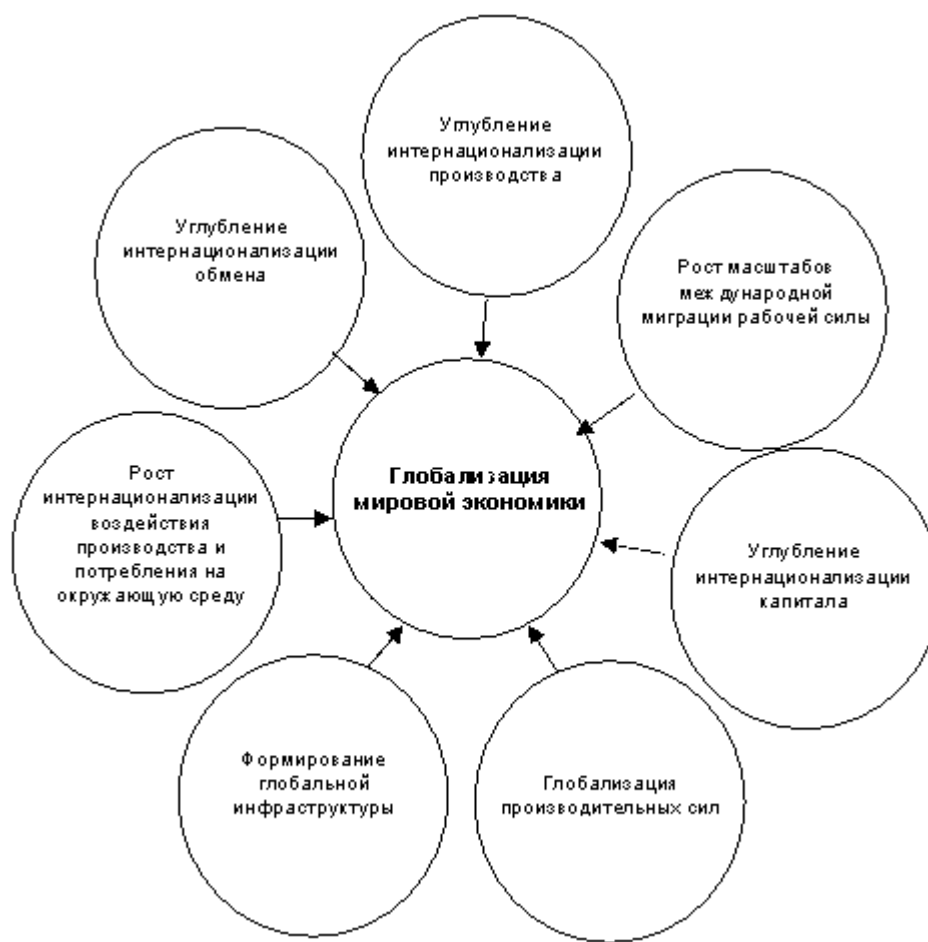 Углубление
интернационализации
производства
Углубление
интернационализации
обмена
Рост масштабов
международной
миграции рабочей силы
Глобализация
мировой экономики
Рост
интернационализации
воздействия
производства и
потребления на
окружающую среду
Углубление
интернационализации
капитала
Формирование
глобальной
инфраструктуры
Глобализация
производительных сил